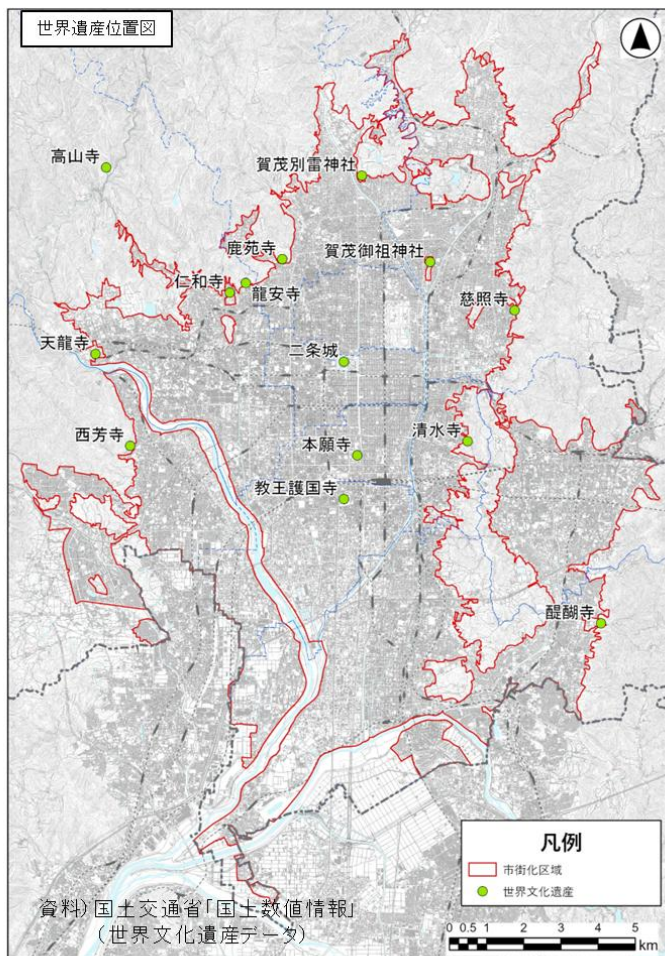 世界遺産位置図
高山寺
賀茂別雷神社
鹿苑寺
賀茂御祖神社
仁和寺
龍安寺
慈照寺
天龍寺
二条城
西芳寺
本願寺
清水寺
教王護国寺
醍醐寺
凡例
市街化区域
世界文化遺産
資料)国土交通省「国土数値情報」
(世界文化遺産データ)
0 0.5 1 2 3 4 5
km